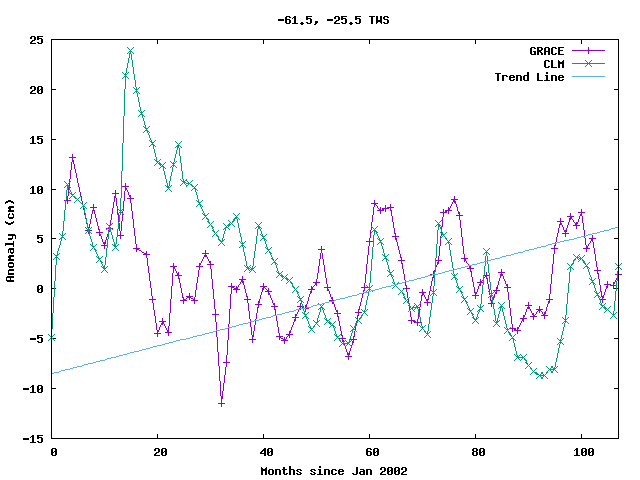 -61.5, -25.5 TWS
GRACE
CLM
Trend Line
25
20
15
10
5
0
-5
-10
-15
Anomaly (cm)
0 20 40 60 80 100
Months since Jan 2002